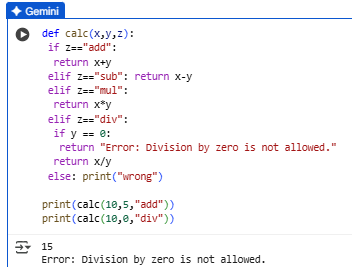 Gemini
def calc(x,y,z):
 if z=="add":
  return x+y
 elif z=="sub": return x-y
 elif z=="mul":
  return x*y
 elif z=="div":
  if y == 0:
   return "Error: Division by zero is not allowed."
  return x/y
 else: print("wrong")

print(calc(10,5,"add"))
print(calc(10,0,"div"))
15
Error: Division by zero is not allowed.